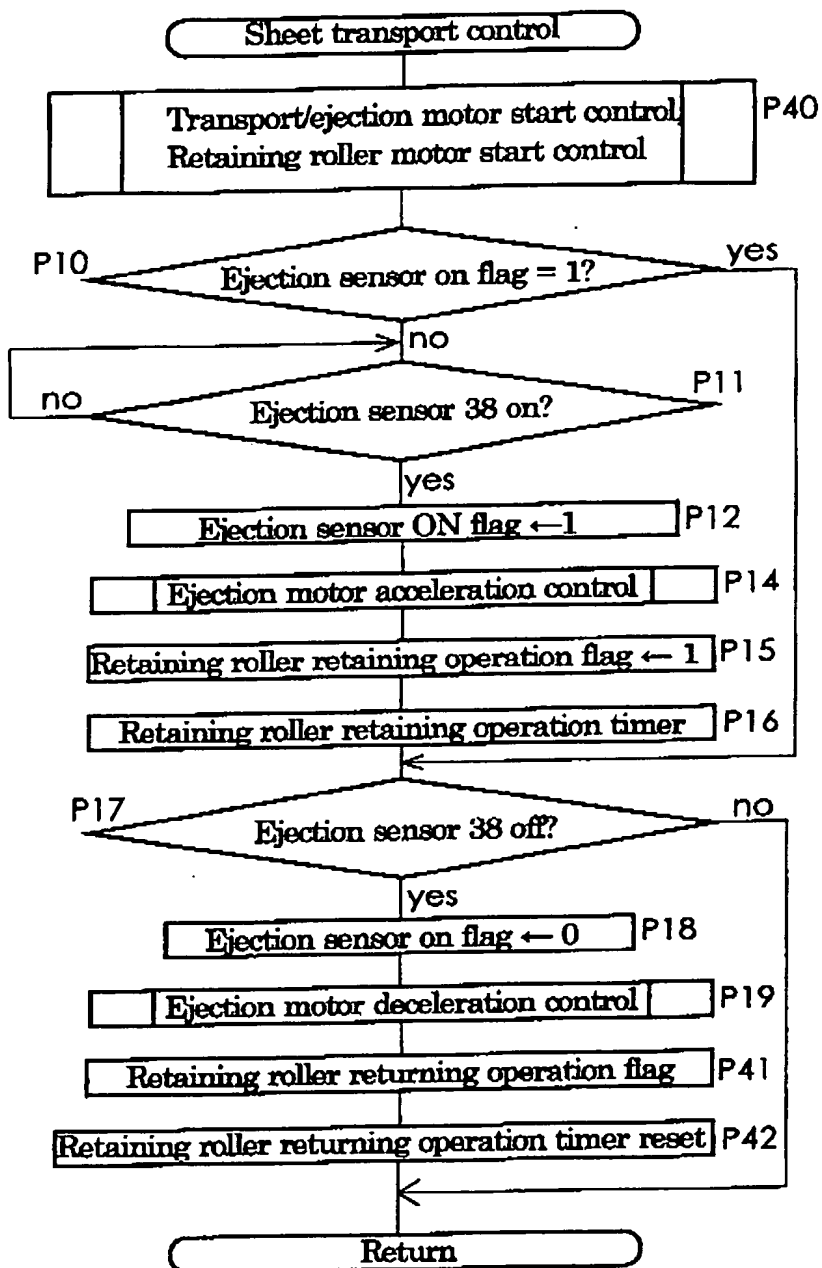 Sheet transport control
Transport/ejection motor start control,
Retaining roller motor start control
P40
P10
Ejection sensor on flag = 1?
yes
no
P11
Ejection sensor 38 on?
no
yes
Ejection sensor ON flag ←1
P12
Ejection motor acceleration control
P14
Retaining roller retaining operation flag ← 1
P15
Retaining roller retaining operation timer
P16
P17
Ejection sensor 38 off?
no
yes
Ejection sensor on flag ← 0
P18
Ejection motor deceleration control
P19
Retaining roller returning operation flag
P41
Retaining roller returning operation timer reset
P42
Return